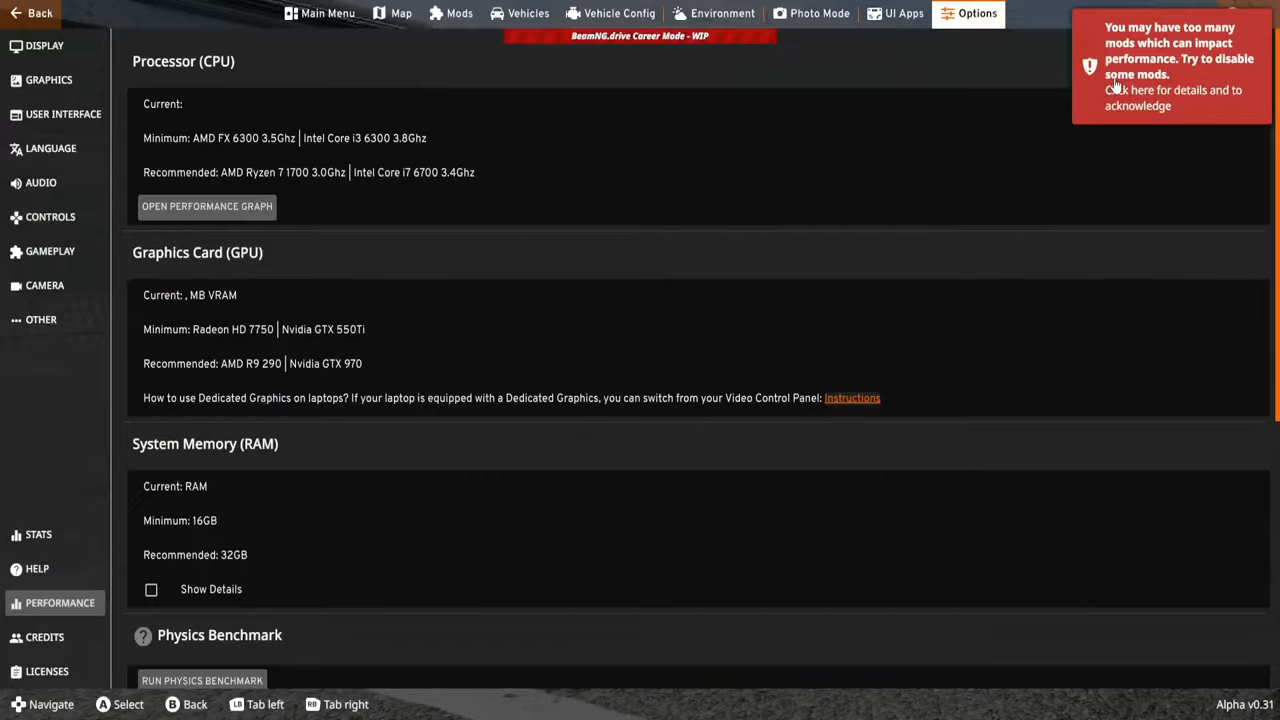 Back
Main Menu
Map
Mods
Vehicles
Vehicle Config
Environment
Photo Mode
UI Apps
Options
BeamNG.drive Career Mode - WIP
You may have too many
mods which can impact
performance. Try to disable
some mods.
Click here for details and to
acknowledge
DISPLAY
GRAPHICS
USER INTERFACE
LANGUAGE
AUDIO
CONTROLS
GAMEPLAY
CAMERA
OTHER
STATS
HELP
PERFORMANCE
CREDITS
LICENSES
Processor (CPU)
Current:
Minimum: AMD FX 6300 3.5Ghz | Intel Core i3 6300 3.8Ghz
Recommended: AMD Ryzen 7 1700 3.0Ghz | Intel Core i7 6700 3.4Ghz
OPEN PERFORMANCE GRAPH
Graphics Card (GPU)
Current: , MB VRAM
Minimum: Radeon HD 7750 | Nvidia GTX 550Ti
Recommended: AMD R9 290 | Nvidia GTX 970
How to use Dedicated Graphics on laptops? If your laptop is equipped with a Dedicated Graphics, you can switch from your Video Control Panel: Instructions
System Memory (RAM)
Current: RAM
Minimum: 16GB
Recommended: 32GB
Show Details
? Physics Benchmark
RUN PHYSICS BENCHMARK
Navigate
A Select
B Back
LB Tab left
RB Tab right
Alpha v0.31